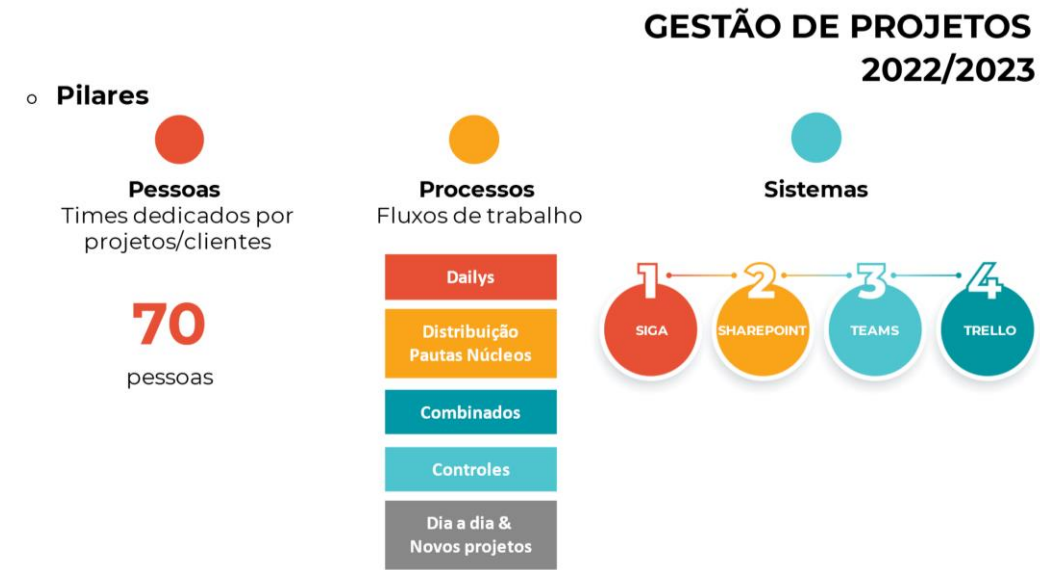 GESTÃO DE PROJETOS
2022/2023
Pilares
Pessoas
Times dedicados por
projetos/clientes
70
pessoas
Processos
Fluxos de trabalho
Dailys
Distribuição
Pautas Núcleos
Combinados
Controles
Dia a dia &
Novos projetos
Sistemas
1
SIGA
2
SHAREPOINT
3
TEAMS
4
TRELLO